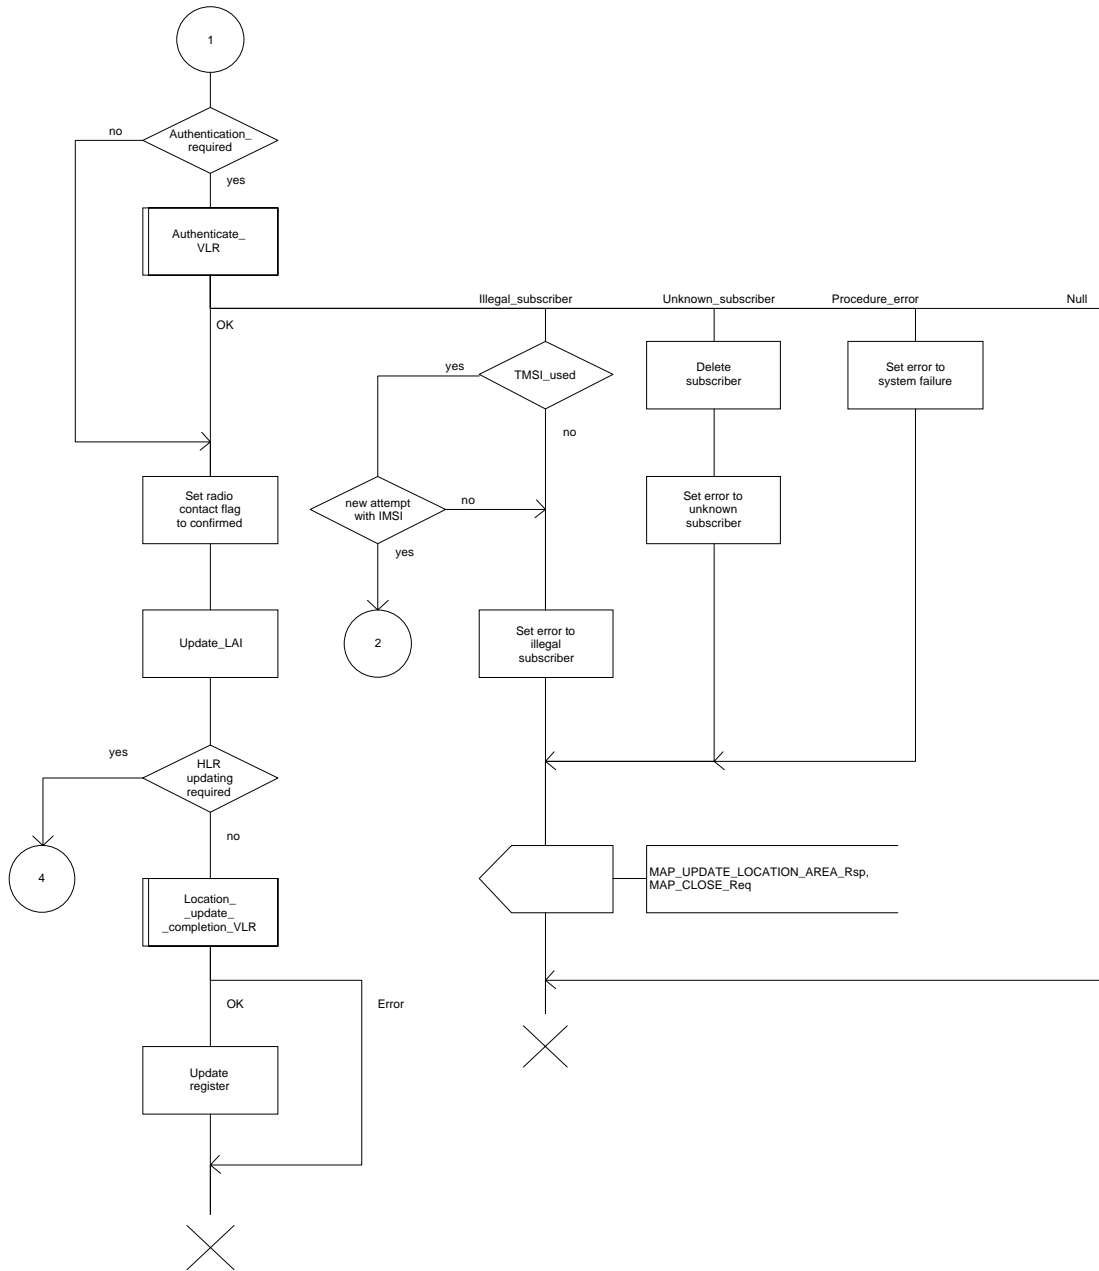 1
no
Authentication_
required
yes
Authenticate_
VLR
Illegal_subscriber
Unknown_subscriber
Procedure_error
Null
OK
yes
TMSI_used
Delete
subscriber
Set error to
system failure
no
Set radio
contact flag
to confirmed
new attempt
with IMSI
no
Set error to
unknown
subscriber
yes
Update_LAI
2
Set error to
illegal
subscriber
yes
HLR
updating
required
no
4
MAP_UPDATE_LOCATION_AREA_Rsp,
MAP_CLOSE_Req
Location_
_update_
_completion_VLR
OK
Error
Update
register